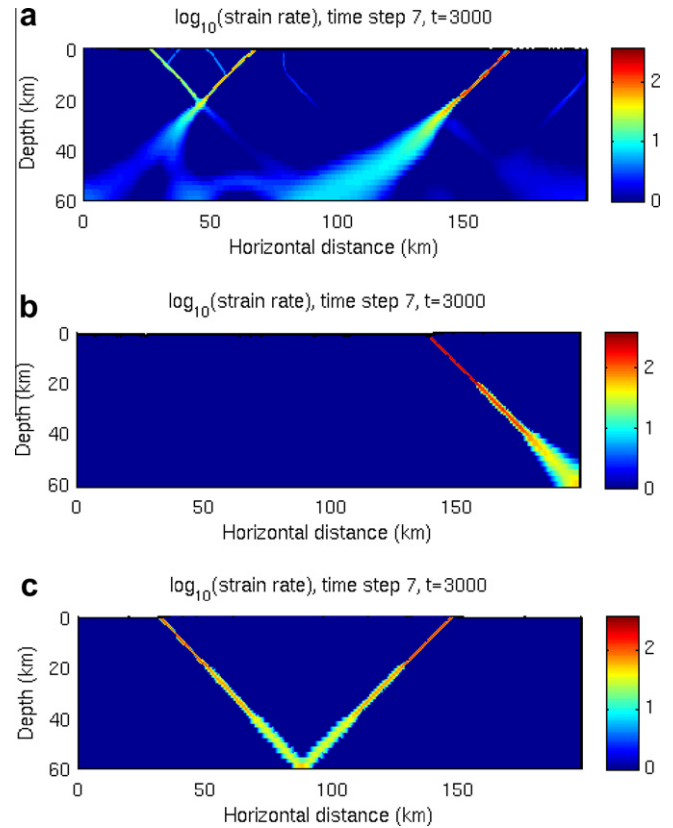 a
log10(strain rate), time step 7, t=3000
0
20
40
60
Depth (km)
0 50 100 150
Horizontal distance (km)
2
1
0
b
log10(strain rate), time step 7, t=3000
0
20
40
60
Depth (km)
0 50 100 150
Horizontal distance (km)
2
1
0
c
log10(strain rate), time step 7, t=3000
0
20
40
60
Depth (km)
0 50 100 150
Horizontal distance (km)
2
1
0